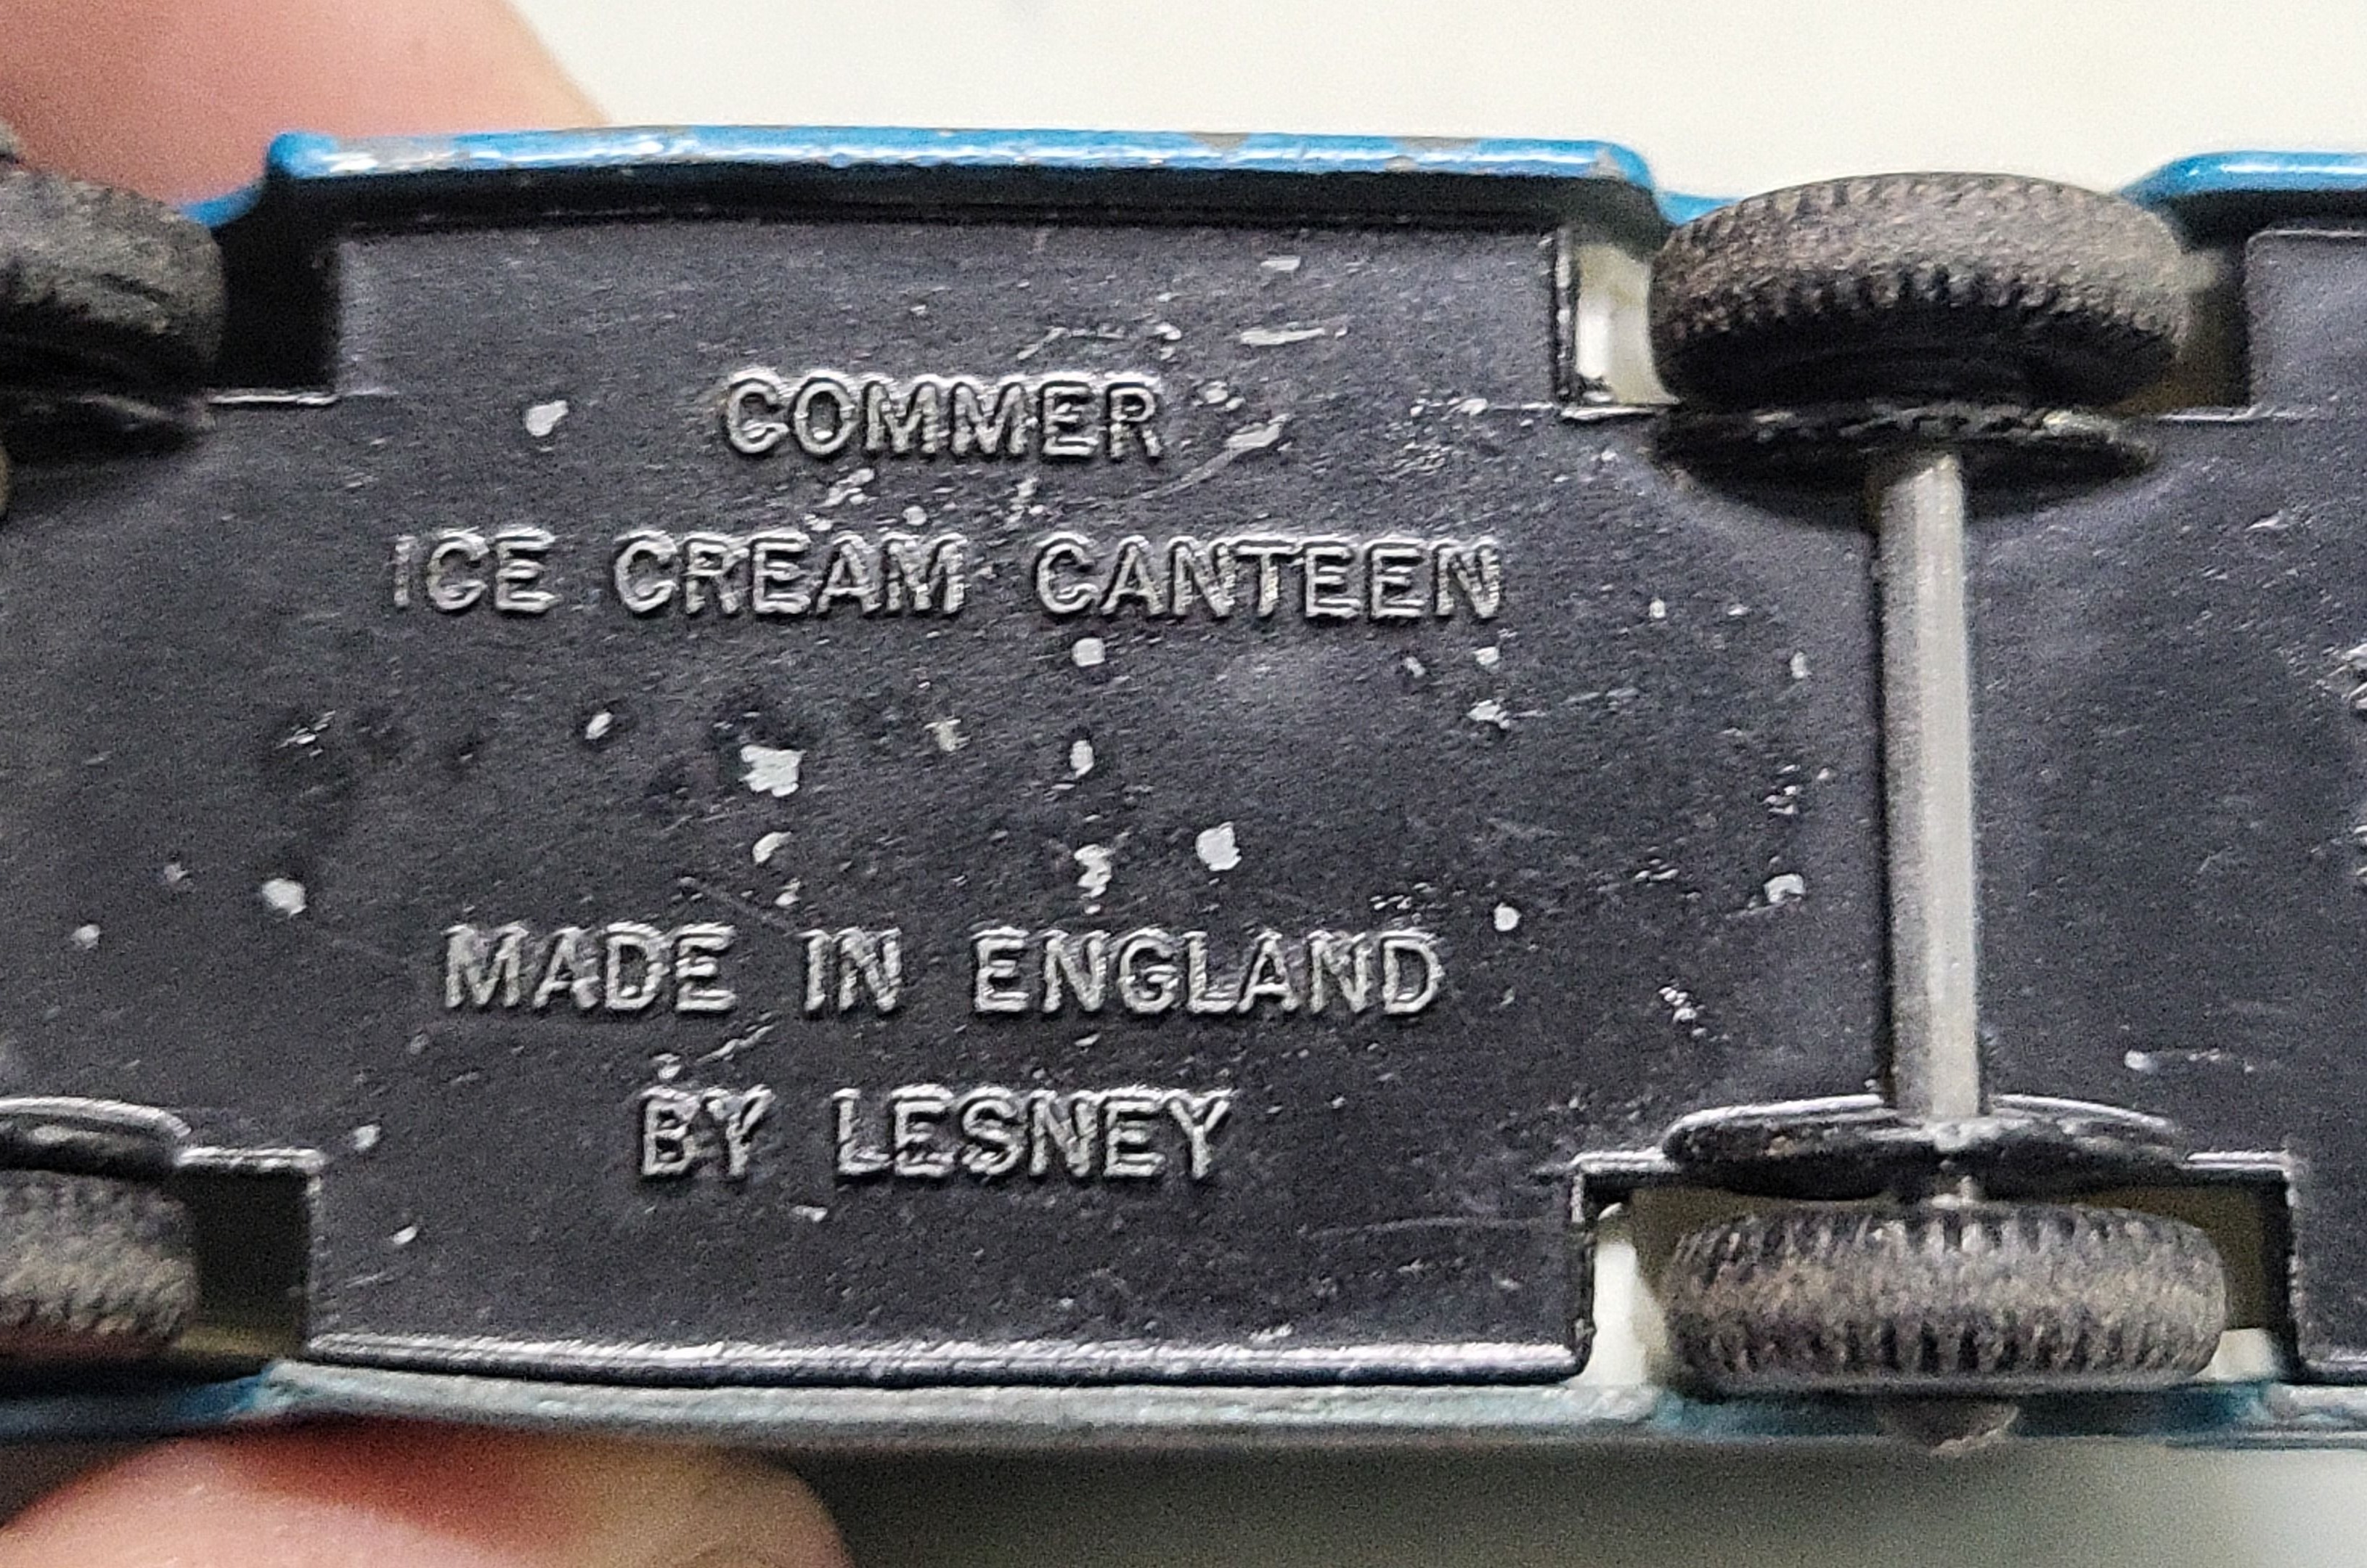 COMMER
ICE CREAM CANTEEN
MADE IN ENGLAND
BY LESNEY